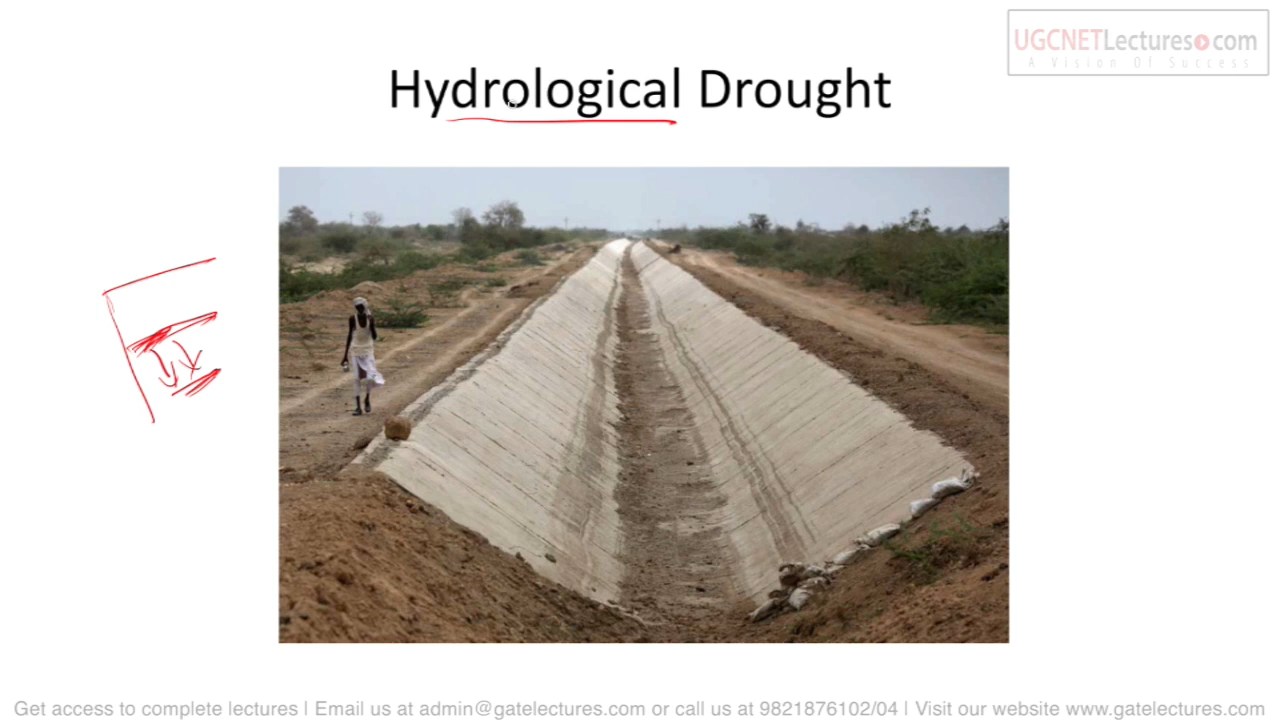 UGCNETLectures.com
A Vision Of Success
Hydrological Drought
Get access to complete lectures | Email us at admin@gatelectures.com or call us at 9821876102/04 | Visit our website www.gatelectures.com